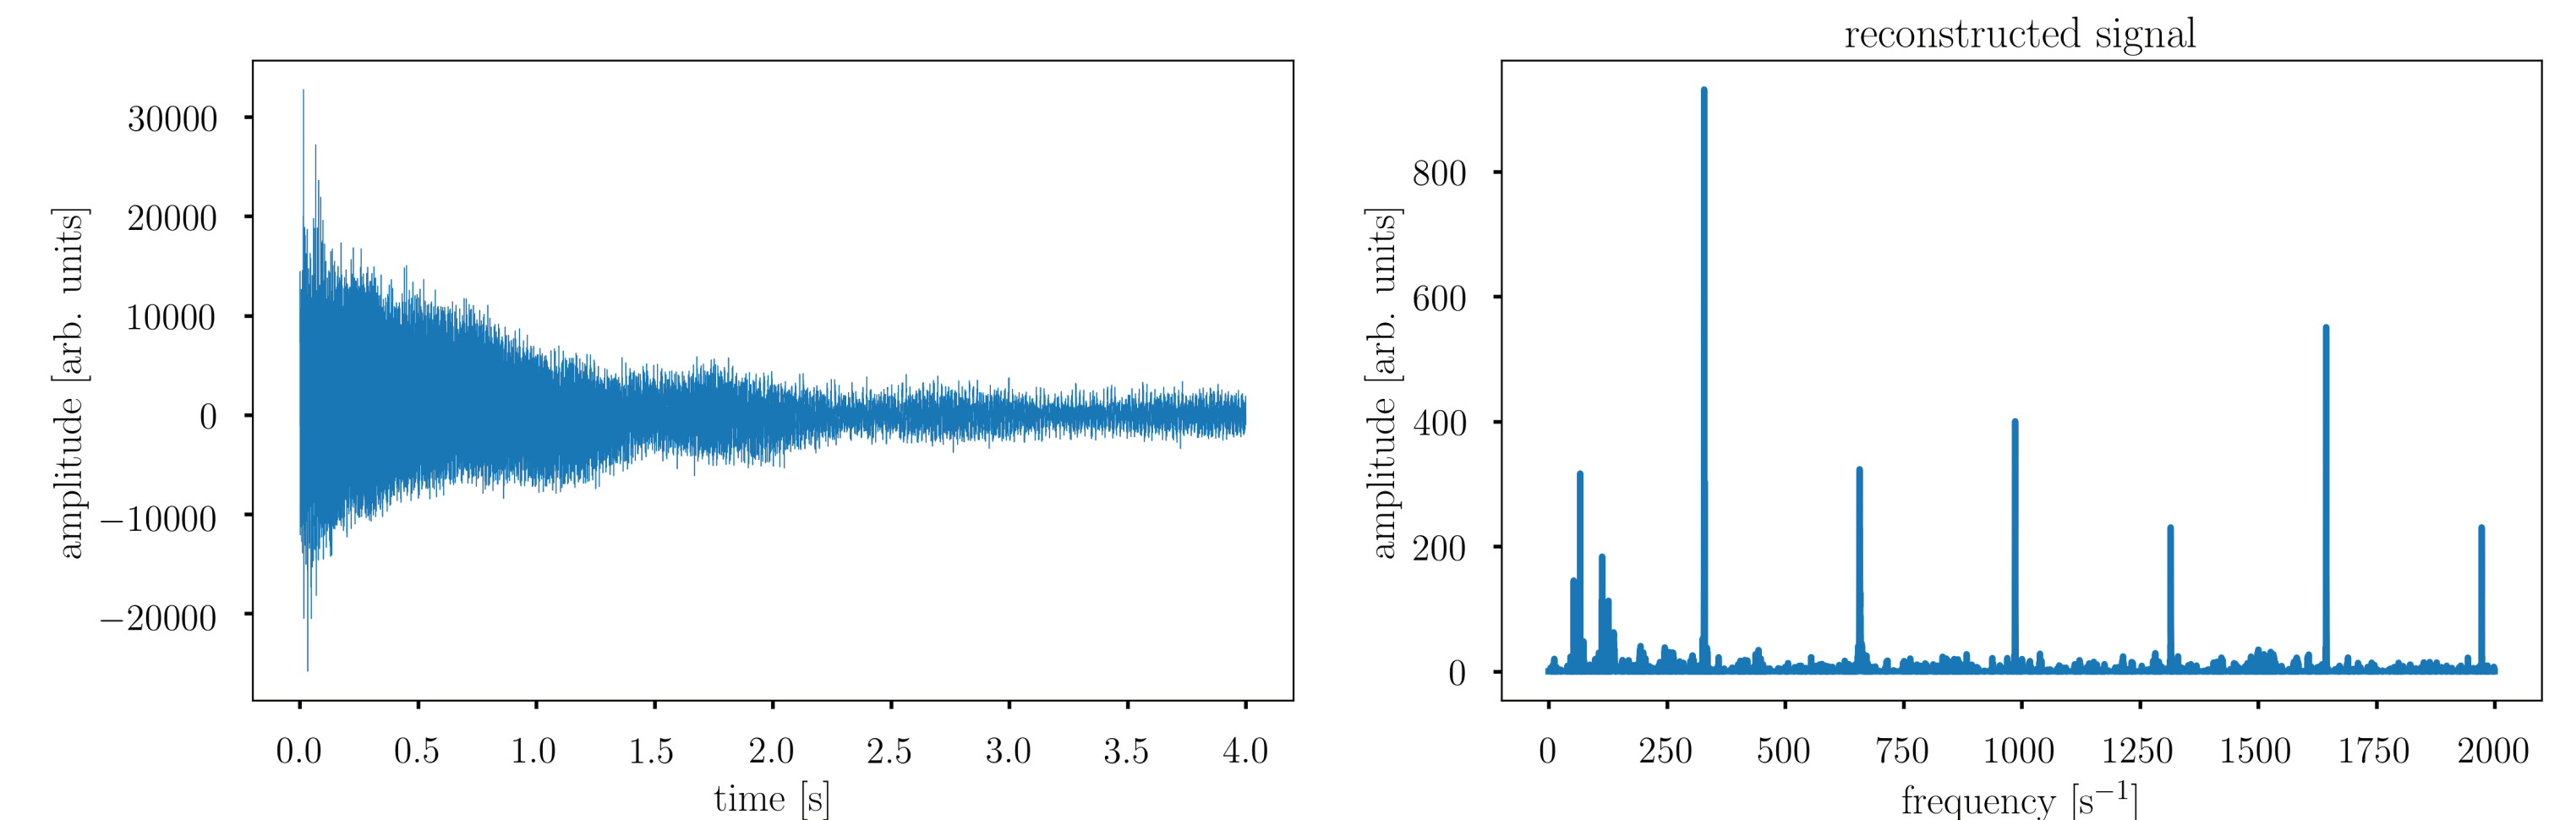 reconstructed signal
30000
20000
10000
0
−10000
−20000
amplitude [arb. units]
0.0 0.5 1.0 1.5 2.0 2.5 3.0 3.5 4.0
time [s]
800
600
400
200
0
amplitude [arb. units]
0 250 500 750 1000 1250 1500 1750 2000
frequency [s⁻¹]